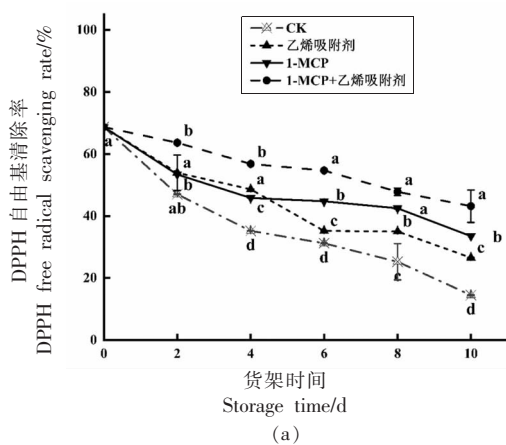 100
80
60
40
20
0
DPPH 自由基清除率
DPPH free radical scavenging rate/%
CK
乙烯吸附剂
1-MCP
1-MCP+乙烯吸附剂
a
b
a
b
ab
b
a
c
d
a
b
c
d
a
a
b
c
a
b
c
d
0 2 4 6 8 10
货架时间
Storage time/d
(a)